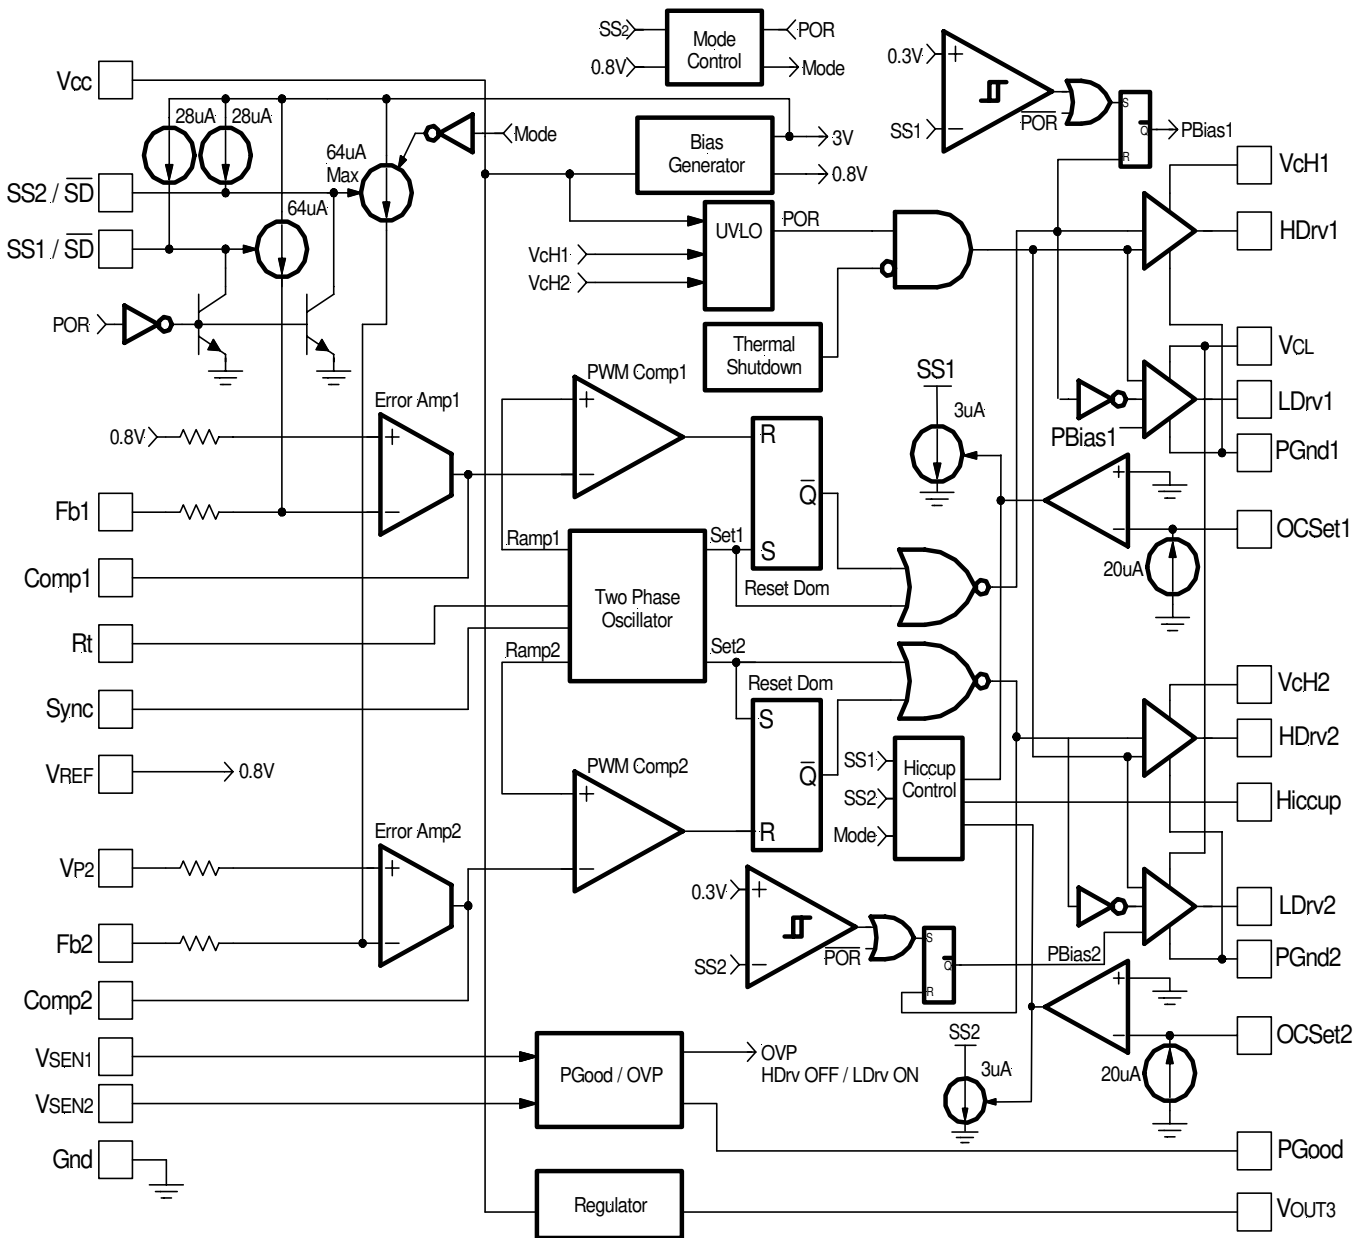 SS2
0.8V
Mode
Control
POR
Mode
0.3V
+
SS1
−
POR
S
Q
R
PBias1
Vcc
28uA
28uA
Mode
64uA
Max
SS2 / SD
64uA
SS1 / SD
POR
Bias
Generator
3V
0.8V
UVLO
POR
VcH1
VcH2
Thermal
Shutdown
VcH1
HDrv1
VCL
LDrv1
PBias1
PGnd1
SS1
3uA
+
−
OCSet1
20uA
Error Amp1
0.8V
+
−
Fb1
Comp1
PWM Comp1
+
−
R
Q
S
Reset Dom
Ramp1
Set1
Two Phase
Oscillator
Ramp2
Set2
Reset Dom
S
Q
R
Rt
Sync
VREF
0.8V
PWM Comp2
+
−
Error Amp2
VP2
+
−
Fb2
Comp2
SS1
SS2
Mode
Hiccup
Control
VcH2
HDrv2
Hiccup
LDrv2
PGnd2
0.3V
+
SS2
−
POR
S
Q
R
PBias2
+
−
OCSet2
20uA
SS2
3uA
VSEN1
VSEN2
PGood / OVP
OVP
HDrv OFF / LDrv ON
PGood
Gnd
Regulator
VOUT3